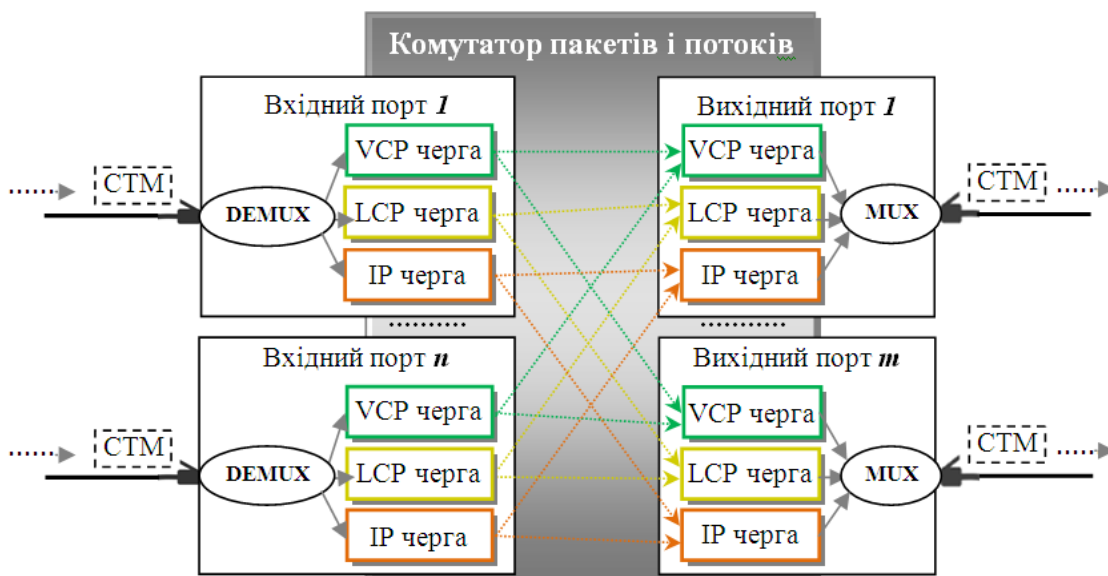 Комутатор пакетів і потоків
Вхідний порт 1
VCP черга
CTM
DEMUX
LCP черга
IP черга
Вихідний порт 1
VCP черга
LCP черга
MUX
CTM
IP черга
Вхідний порт n
VCP черга
CTM
DEMUX
LCP черга
IP черга
Вихідний порт m
VCP черга
LCP черга
MUX
CTM
IP черга